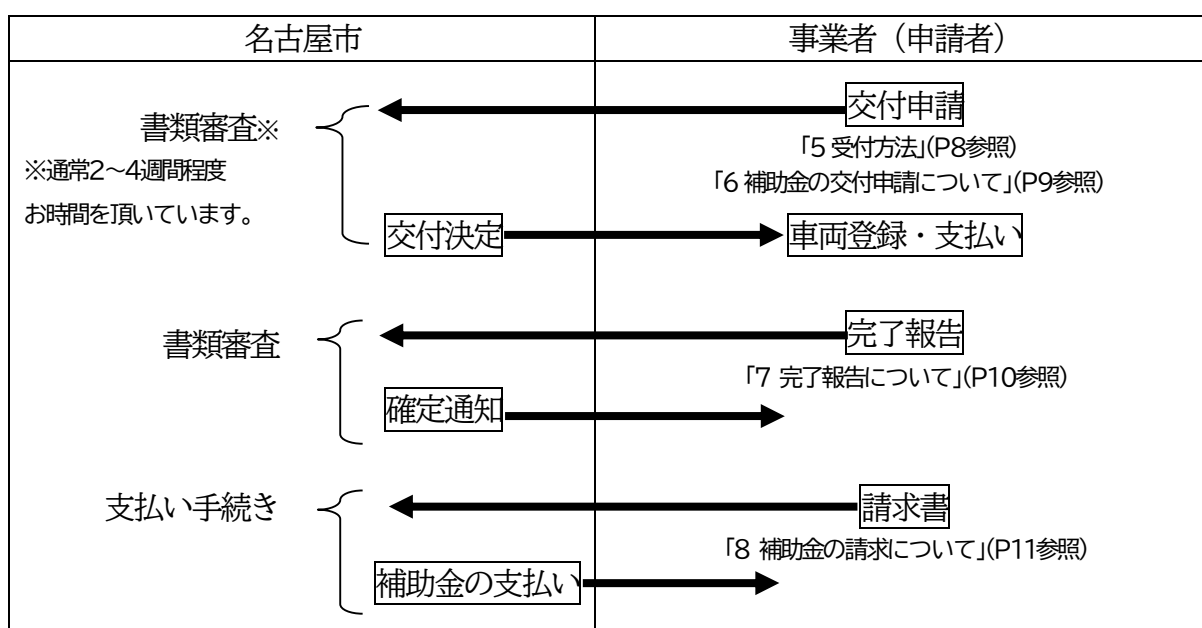 名古屋市
事業者（申請者）
交付申請
書類審査※
「5 受付方法」(P8参照)
※通常2～4週間程度
「6 補助金の交付申請について」(P9参照)
お時間を頂いています。
交付決定
車両登録・支払い
完了報告
書類審査
「7 完了報告について」(P10参照)
確定通知
請求書
支払い手続き
「8 補助金の請求について」(P11参照)
補助金の支払い